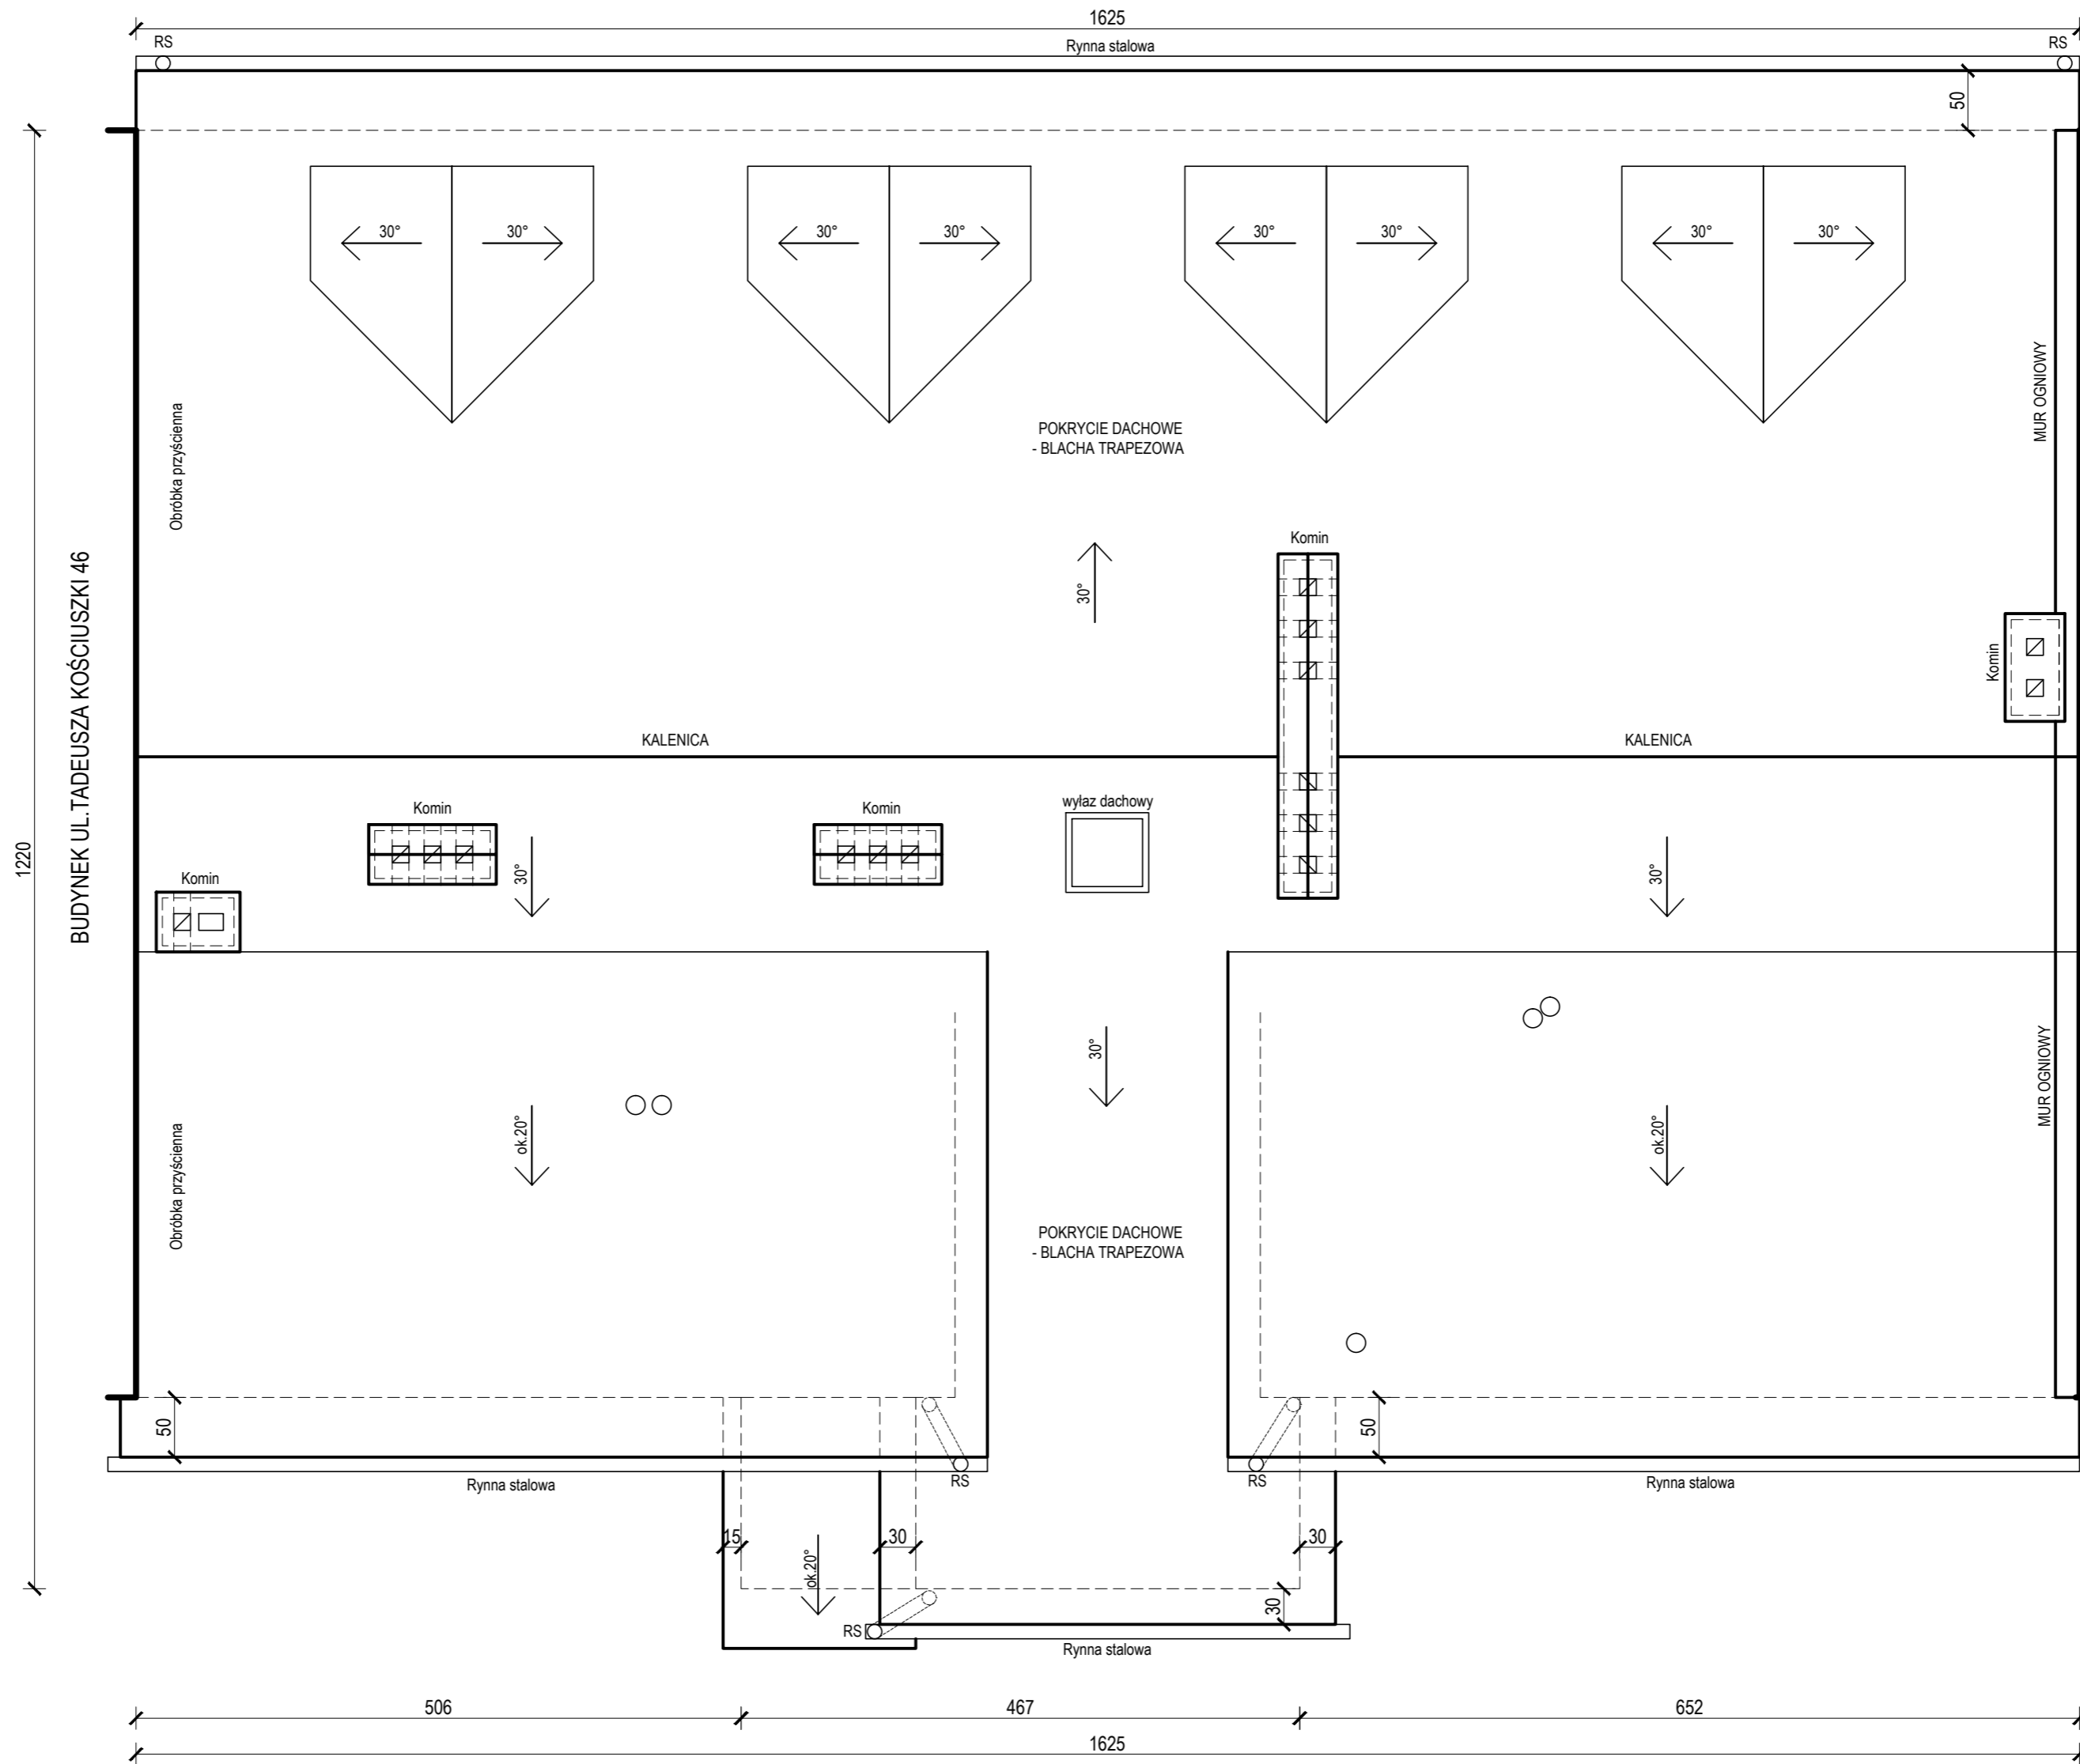 1625
RS
Rynna stalowa
RS
50
30°
30°
30°
30°
30°
30°
30°
30°
MUR OGNIOWY
Obróbka przyścienna
POKRYCIE DACHOWE
- BLACHA TRAPEZOWA
BUDYNEK UL.TADEUSZA KOŚCIUSZKI 46
Komin
30°
Komin
KALENICA
KALENICA
Komin
Komin
wyłaz dachowy
1220
30°
30°
Komin
30°
MUR OGNIOWY
ok.20°
ok.20°
Obróbka przyścienna
POKRYCIE DACHOWE
- BLACHA TRAPEZOWA
50
50
Rynna stalowa
RS
RS
Rynna stalowa
15
30
30
ok.20°
30
RS
Rynna stalowa
506
467
652
1625